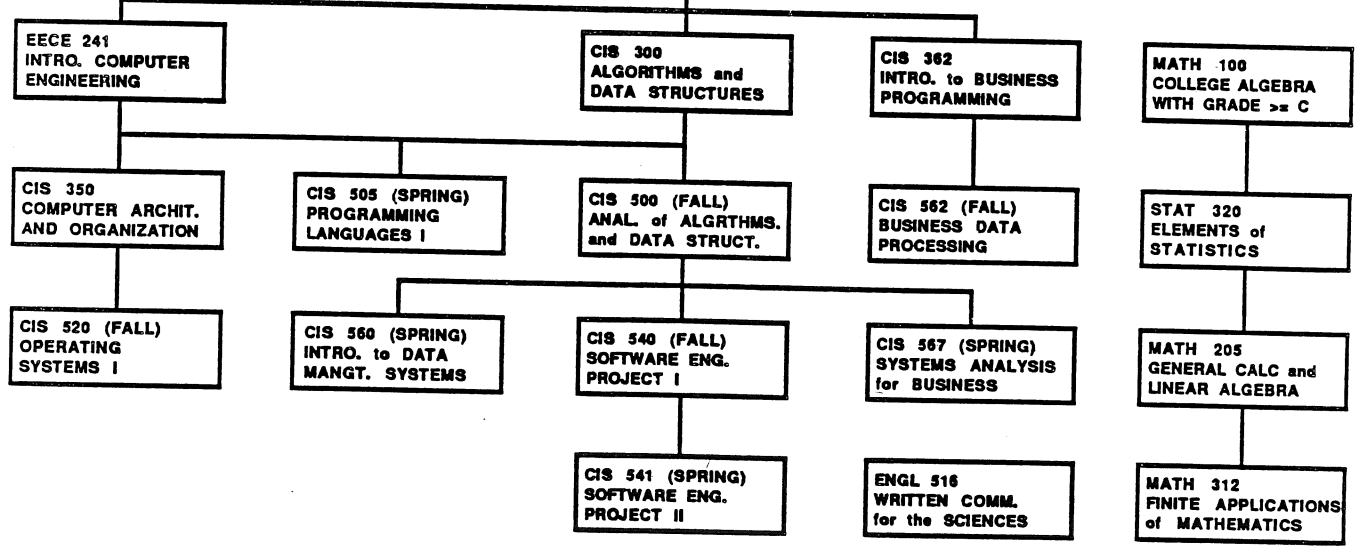 EECE 241
INTRO. COMPUTER
ENGINEERING
CIS 300
ALGORITHMS and
DATA STRUCTURES
CIS 362
INTRO. to BUSINESS
PROGRAMMING
MATH 100
COLLEGE ALGEBRA
WITH GRADE >= C
CIS 350
COMPUTER ARCHIT.
AND ORGANIZATION
CIS 505 (SPRING)
PROGRAMMING
LANGUAGES I
CIS 500 (FALL)
ANAL. of ALGRTHMS.
and DATA STRUCT.
CIS 562 (FALL)
BUSINESS DATA
PROCESSING
STAT 320
ELEMENTS of
STATISTICS
CIS 520 (FALL)
OPERATING
SYSTEMS I
CIS 560 (SPRING)
INTRO. to DATA
MANGT. SYSTEMS
CIS 540 (FALL)
SOFTWARE ENG.
PROJECT I
CIS 567 (SPRING)
SYSTEMS ANALYSIS
for BUSINESS
MATH 205
GENERAL CALC and
LINEAR ALGEBRA
CIS 541 (SPRING)
SOFTWARE ENG.
PROJECT II
ENGL 516
WRITTEN COMM.
for the SCIENCES
MATH 312
FINITE APPLICATIONS
of MATHEMATICS